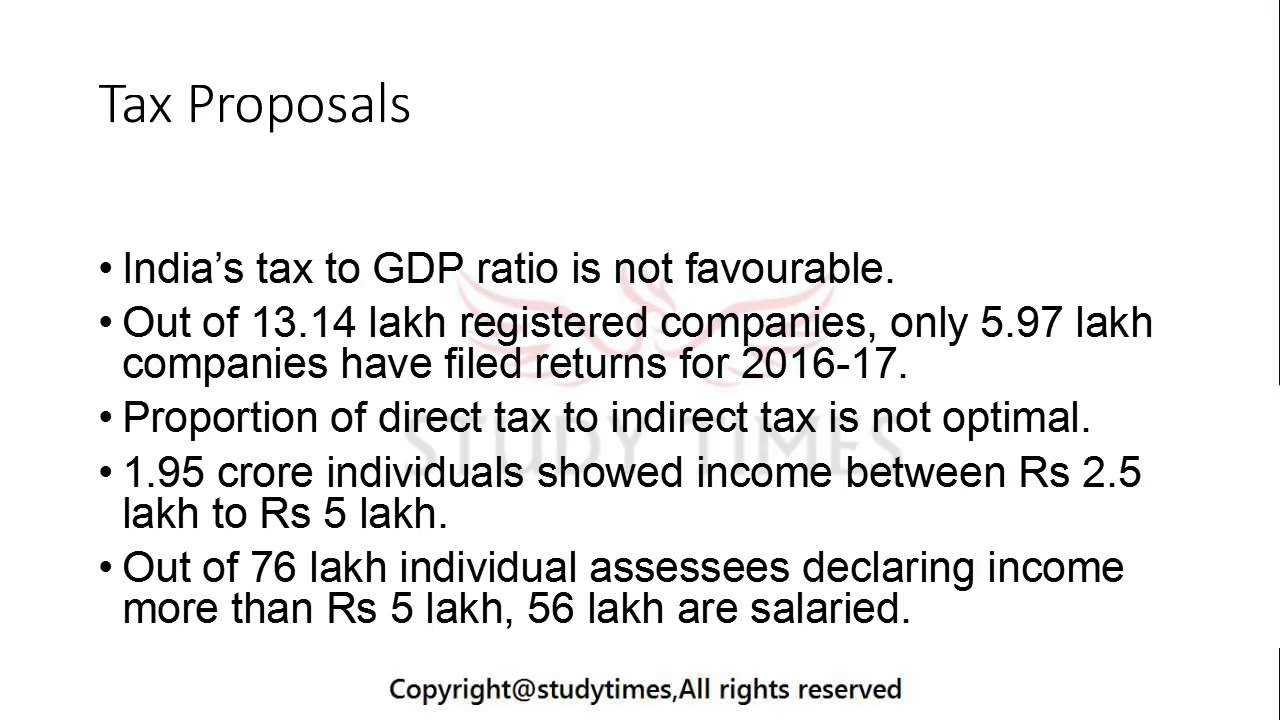 Tax Proposals
• India’s tax to GDP ratio is not favourable.
• Out of 13.14 lakh registered companies, only 5.97 lakh
companies have filed returns for 2016-17.
• Proportion of direct tax to indirect tax is not optimal.
STUDY TIMES
• 1.95 crore individuals showed income between Rs 2.5
lakh to Rs 5 lakh.
• Out of 76 lakh individual assessees declaring income
more than Rs 5 lakh, 56 lakh are salaried.
Copyright@studytimes,All rights reserved